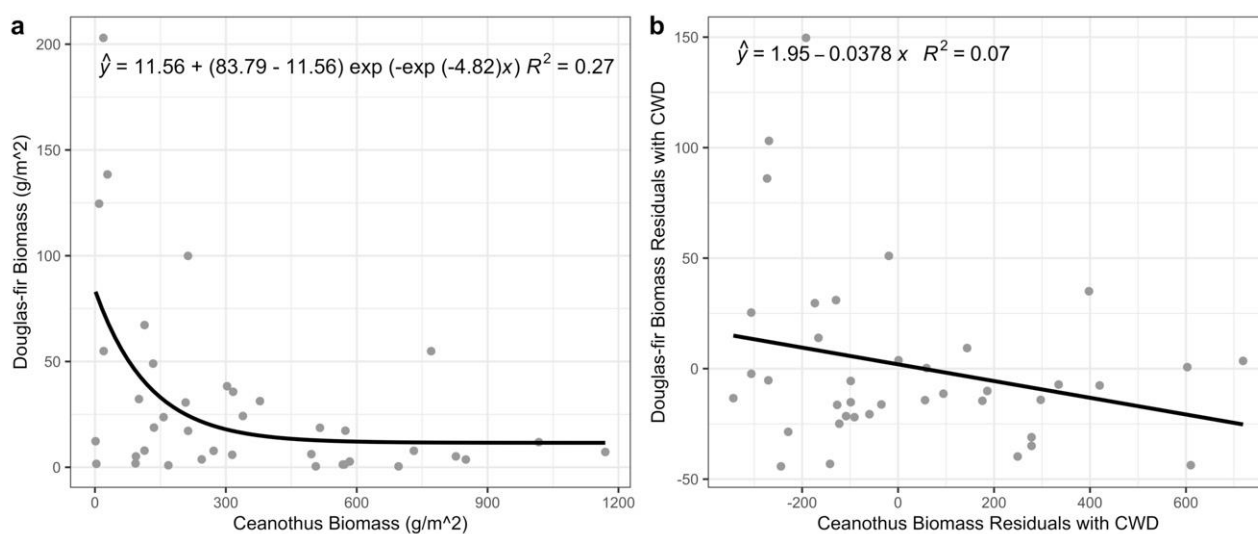 a
ŷ = 11.56 + (83.79 - 11.56) exp (-exp (-4.82)x) R² = 0.27
200
150
100
50
0
0 300 600 900 1200
Douglas-fir Biomass (g/m^2)
Ceanothus Biomass (g/m^2)
b
ŷ = 1.95 – 0.0378 x R² = 0.07
150
100
50
0
-50
-200 0 200 400 600
Douglas-fir Biomass Residuals with CWD
Ceanothus Biomass Residuals with CWD